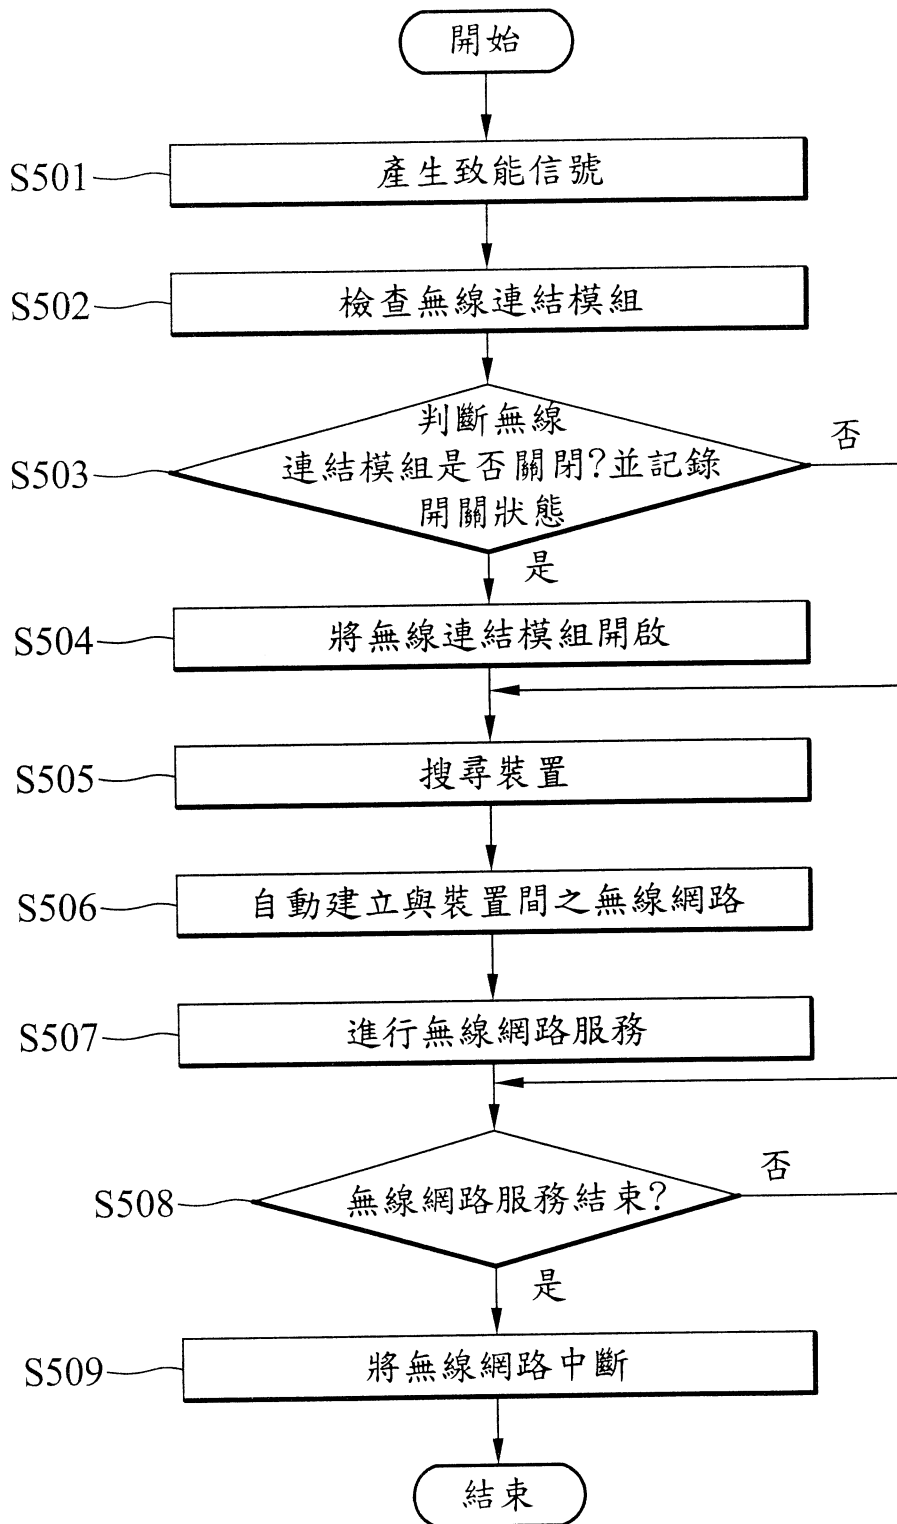 開始
S501
產生致能信號
S502
檢查無線連結模組
S503
判斷無線
連結模組是否關閉?並記錄
開關狀態
否
是
S504
將無線連結模組開啟
S505
搜尋裝置
S506
自動建立與裝置間之無線網路
S507
進行無線網路服務
S508
無線網路服務結束?
否
是
S509
將無線網路中斷
結束